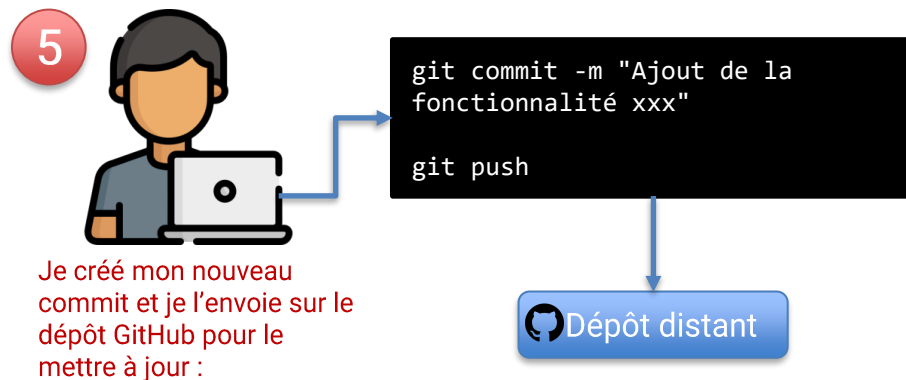 5
git commit -m "Ajout de la
fonctionnalité xxx"
git push
Je créé mon nouveau
commit et je l’envoie sur le
dépôt GitHub pour le
mettre à jour :
Dépôt distant